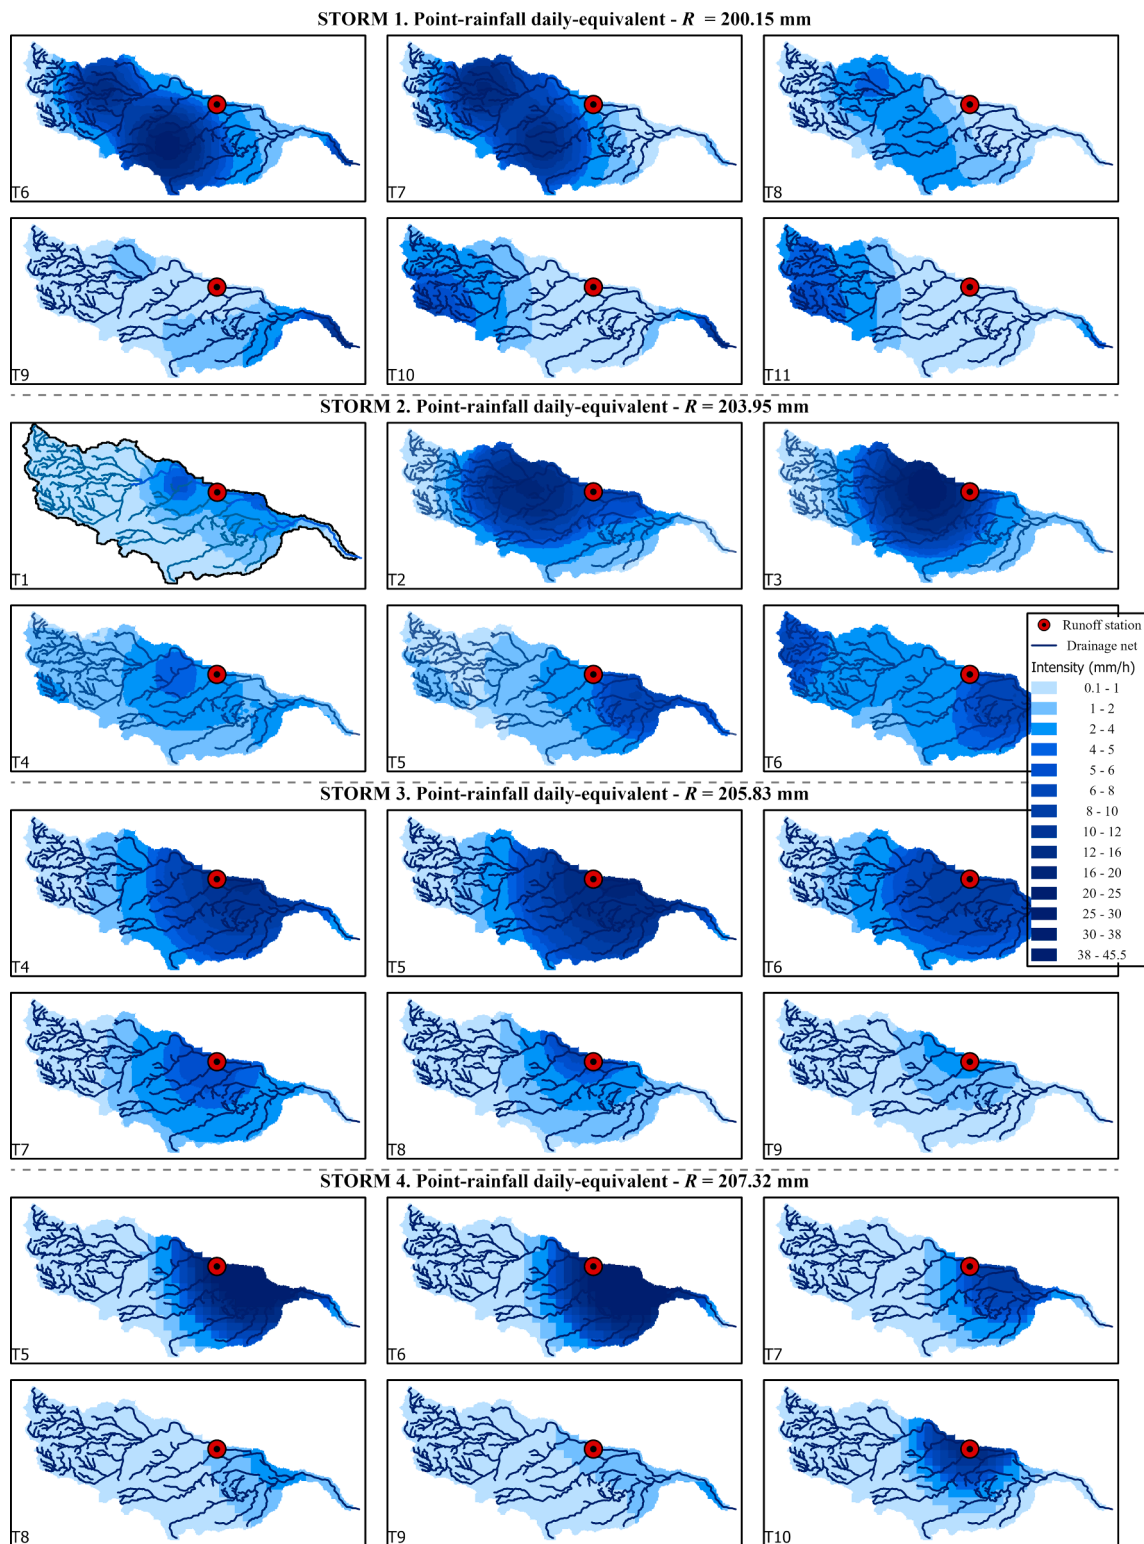 STORM 1. Point-rainfall daily-equivalent - R = 200.15 mm
T6
T7
T8
T9
T10
T11
STORM 2. Point-rainfall daily-equivalent - R = 203.95 mm
T1
T2
T3
T4
T5
T6
Runoff station
Drainage net
Intensity (mm/h)
0.1 - 1
1 - 2
2 - 4
4 - 5
5 - 6
6 - 8
8 - 10
10 - 12
12 - 16
16 - 20
20 - 25
25 - 30
30 - 38
38 - 45.5
STORM 3. Point-rainfall daily-equivalent - R = 205.83 mm
T4
T5
T6
T7
T8
T9
STORM 4. Point-rainfall daily-equivalent - R = 207.32 mm
T5
T6
T7
T8
T9
T10